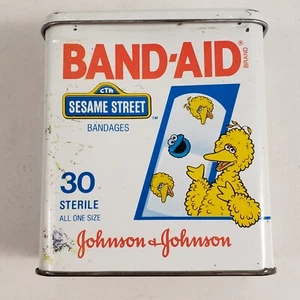 BAND-AID
BRAND®
CTW
SESAME STREET
BANDAGES
30
STERILE
ALL ONE SIZE
Johnson & Johnson